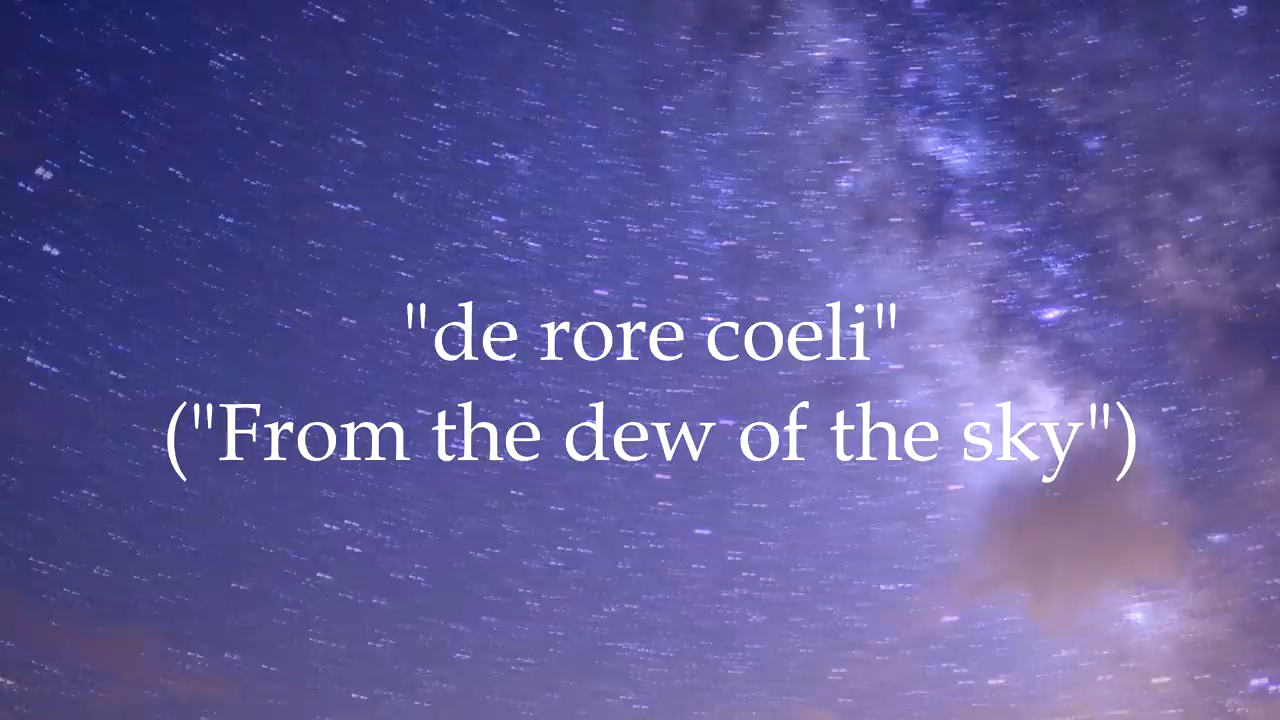 "de rore coeli"
("From the dew of the sky")